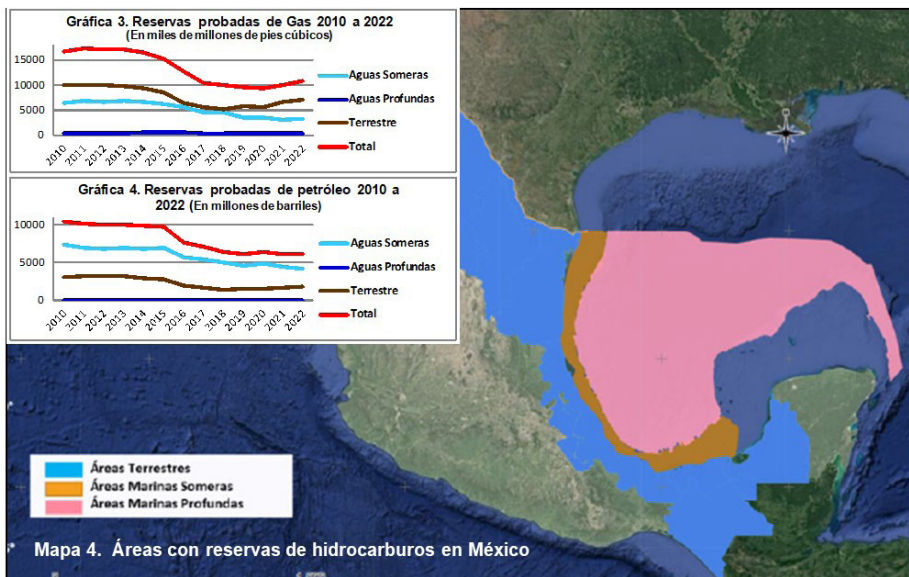 Gráfica 3. Reservas probadas de Gas 2010 a 2022
(En miles de millones de pies cúbicos)
15000
10000
5000
0
2010 2011 2012 2013 2014 2015 2016 2017 2018 2019 2020 2021 2022
Aguas Someras
Aguas Profundas
Terrestre
Total
Gráfica 4. Reservas probadas de petróleo 2010 a
2022 (En millones de barriles)
10000
5000
0
2010 2011 2012 2013 2014 2015 2016 2017 2018 2019 2020 2021 2022
Aguas Someras
Aguas Profundas
Terrestre
Total
Áreas Terrestres
Áreas Marinas Someras
Áreas Marinas Profundas
Mapa 4. Áreas con reservas de hidrocarburos en México